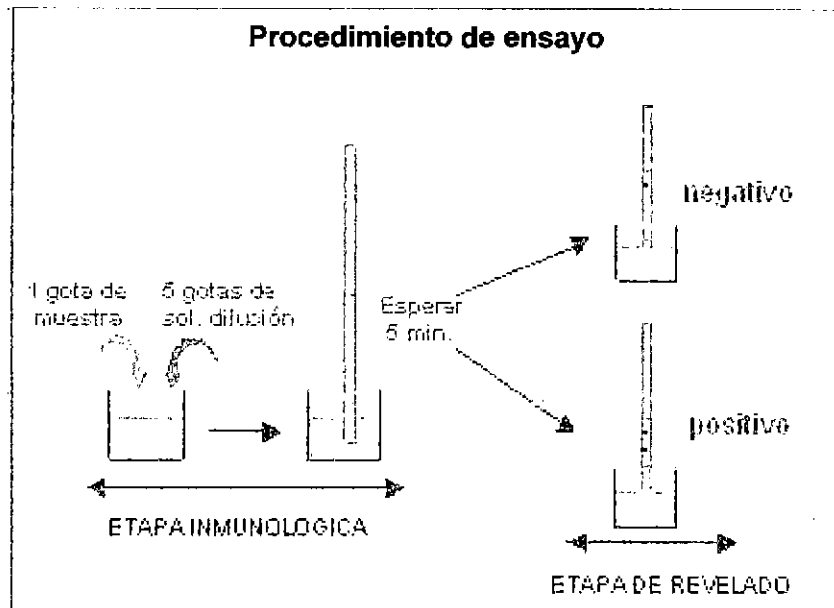 Procedimiento de ensayo
1 gota de
muestra
5 gotas de
sol. dilusión
Esperar
5 min.
negativo
positivo
ETAPA INMUNOLOGICA
ETAPA DE REVELADO